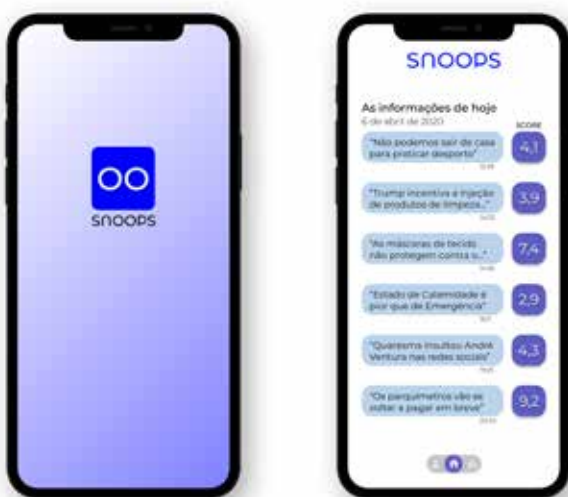 SNOOPS
SNOOPS
As informações de hoje
6 de abril de 2020
SCORE
"Não podemos sair de casa
para praticar desporto"
4,1
"Trump incentiva a injeção
de produtos de limpeza..."
3,9
"As máscaras de tecido
não protegem contra o..."
7,4
"Estado de Calamidade é
pior que de Emergência"
2,9
"Quaresma insultou André
Ventura nas redes sociais"
4,3
"Os parquímetros vão se
voltar a pagar em breve"
9,2